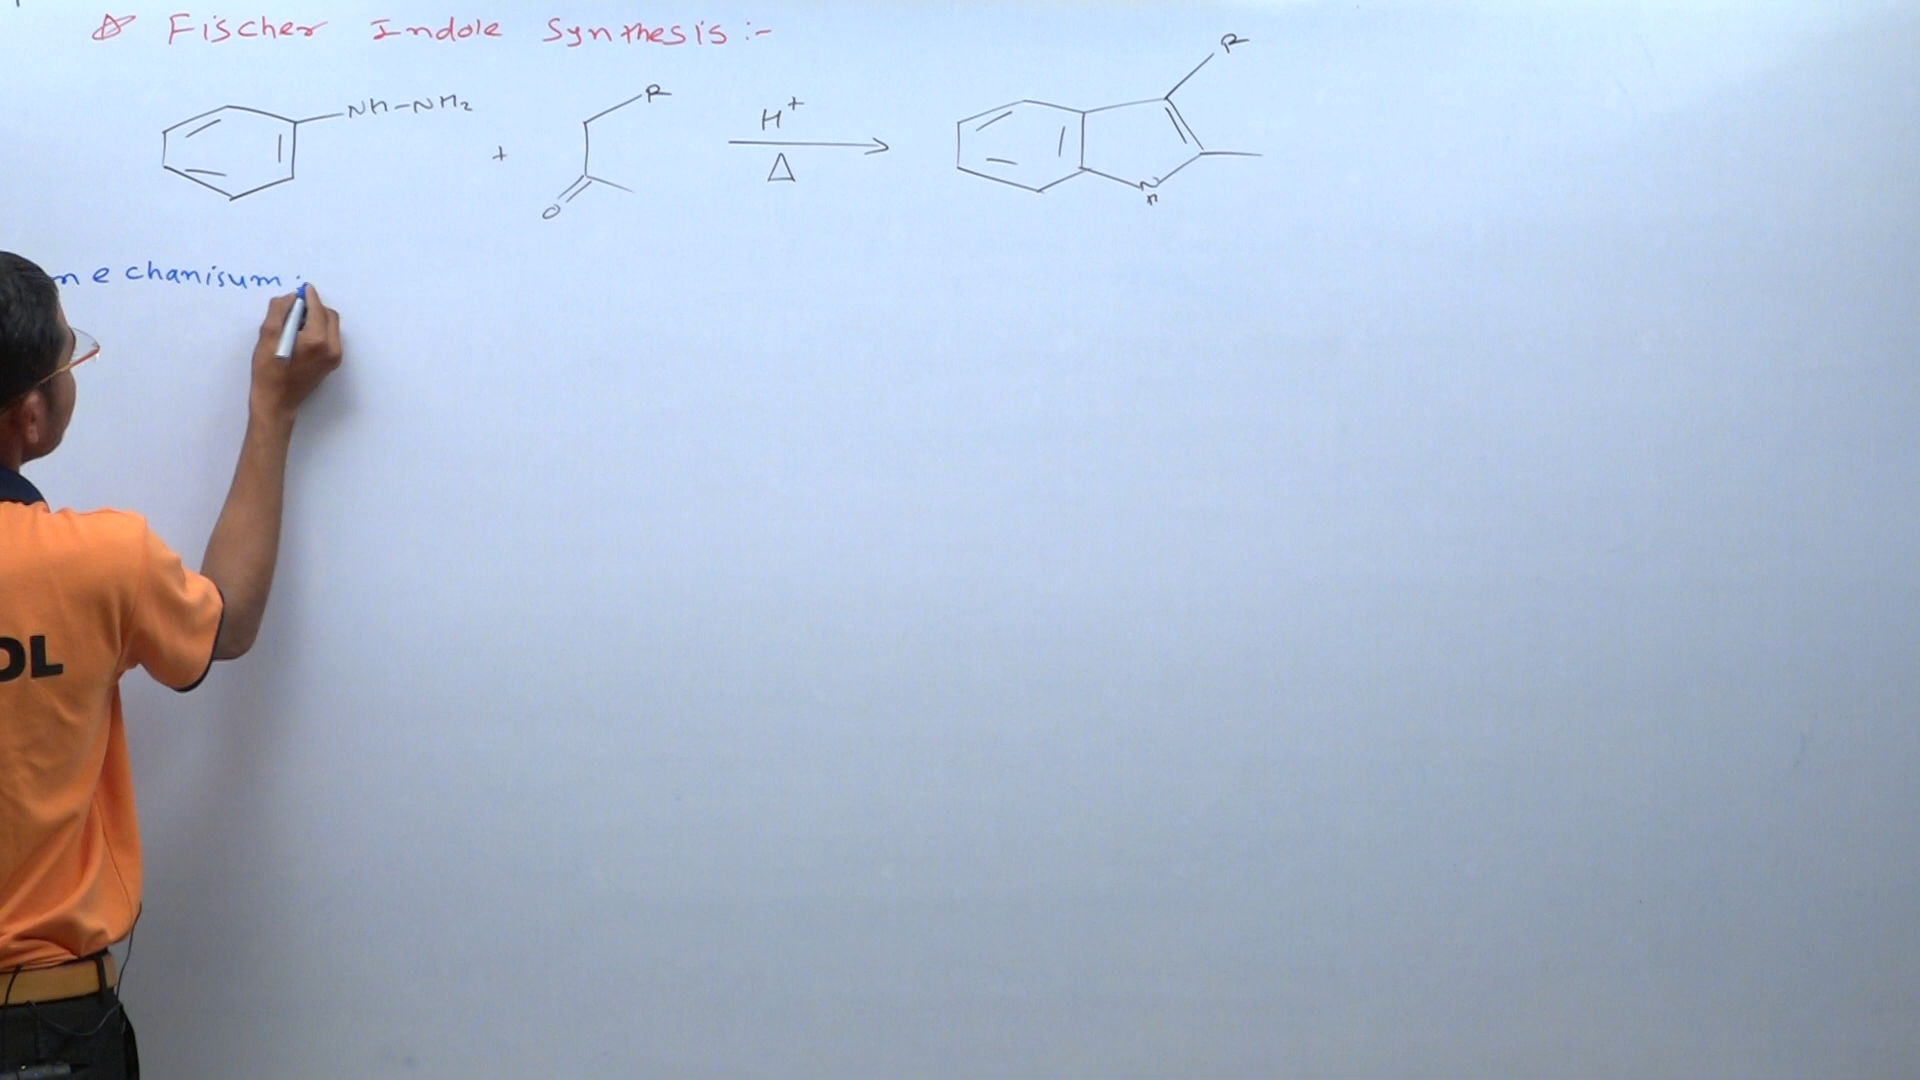 ☆ Fischer Indole Synthesis :-
NH-NH₂ + O R H⁺ Δ R N H
mechanisum :
OL